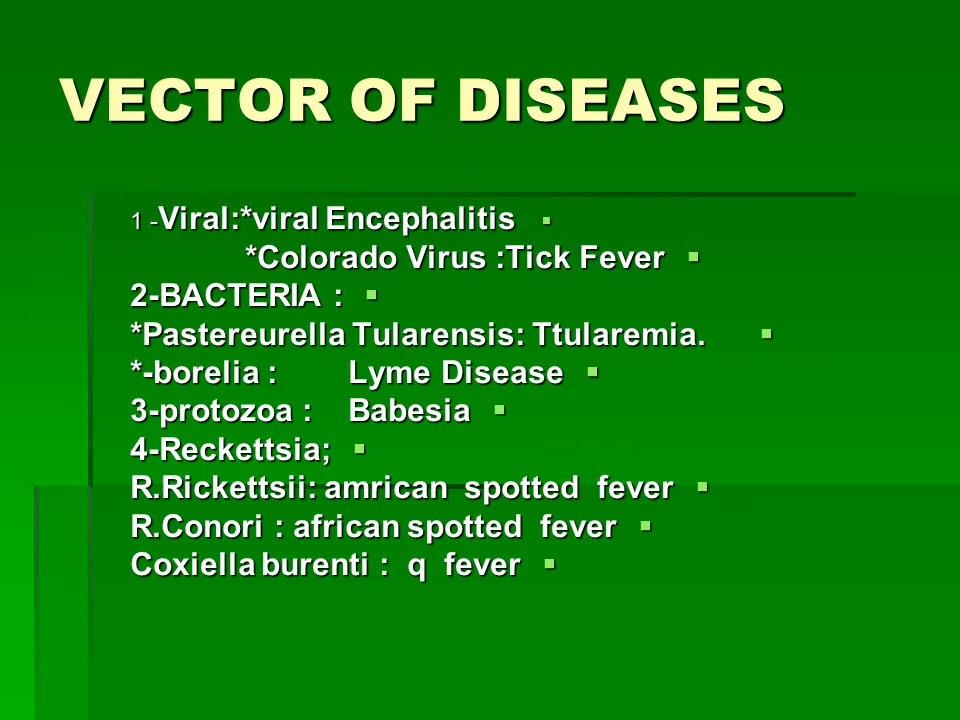 VECTOR OF DISEASES
1 -Viral:*viral Encephalitis
*Colorado Virus :Tick Fever
2-BACTERIA :
*Pastereurella Tularensis: Ttularemia.
*-borelia : Lyme Disease
3-protozoa : Babesia
4-Reckettsia;
R.Rickettsii: amrican spotted fever
R.Conori : african spotted fever
Coxiella burenti : q fever